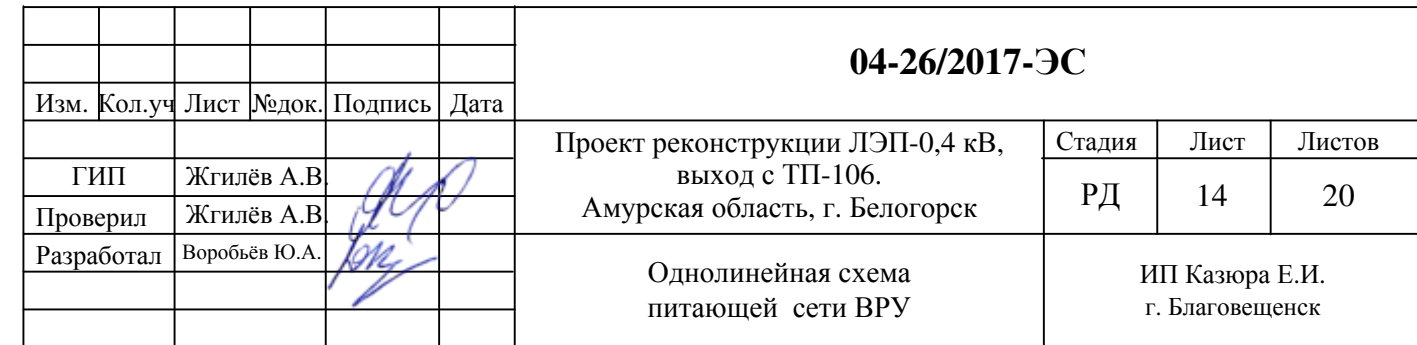 04-26/2017-ЭС
Изм. Кол.уч Лист №док. Подпись Дата
Проект реконструкции ЛЭП-0,4 кВ,
выход с ТП-106.
Амурская область, г. Белогорск
Стадия Лист Листов
РД 14 20
ГИП Жгилёв А.В.
Проверил Жгилёв А.В.
Разработал Воробьёв Ю.А.
Однолинейная схема
питающей сети ВРУ
ИП Казюра Е.И.
г. Благовещенск